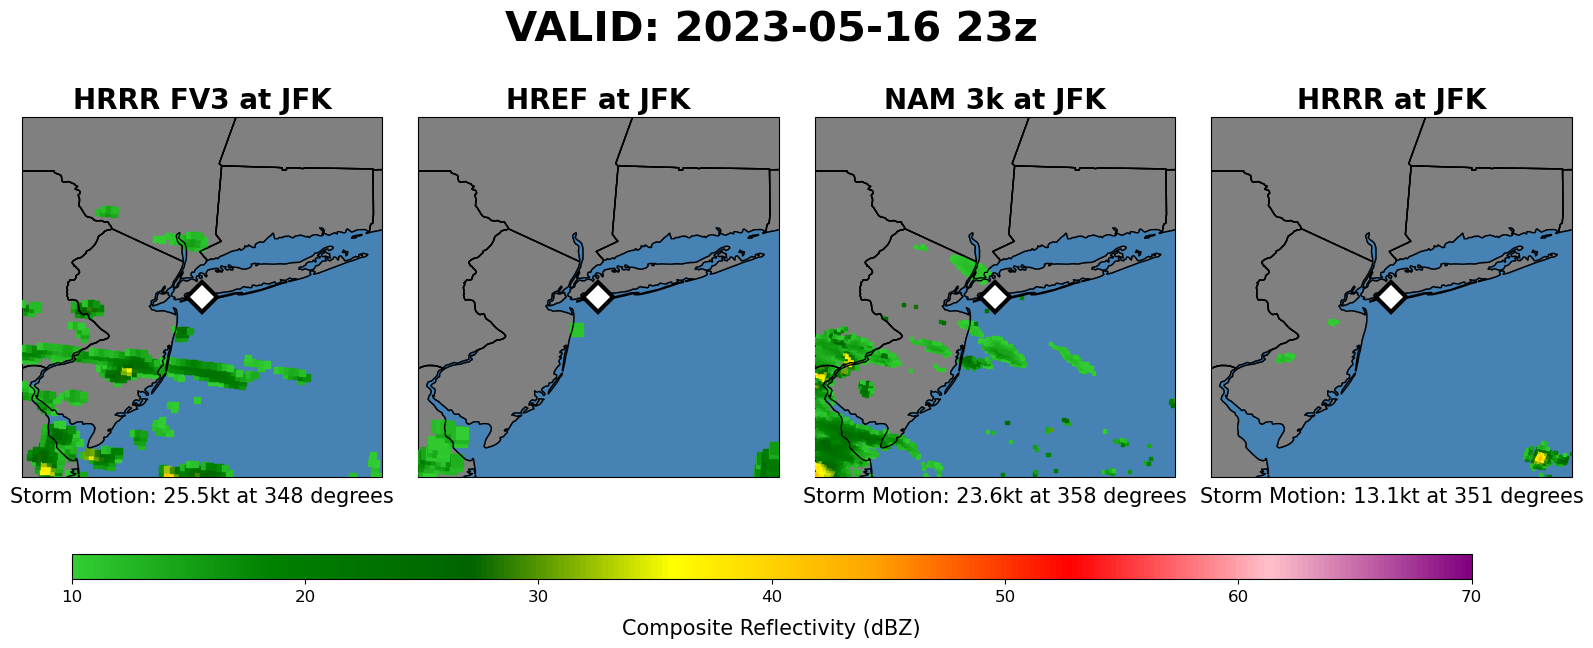 VALID: 2023-05-16 23z
HRRR FV3 at JFK
HREF at JFK
NAM 3k at JFK
HRRR at JFK
Storm Motion: 25.5kt at 348 degrees
Storm Motion: 23.6kt at 358 degrees
Storm Motion: 13.1kt at 351 degrees
10 20 30 40 50 60 70
Composite Reflectivity (dBZ)